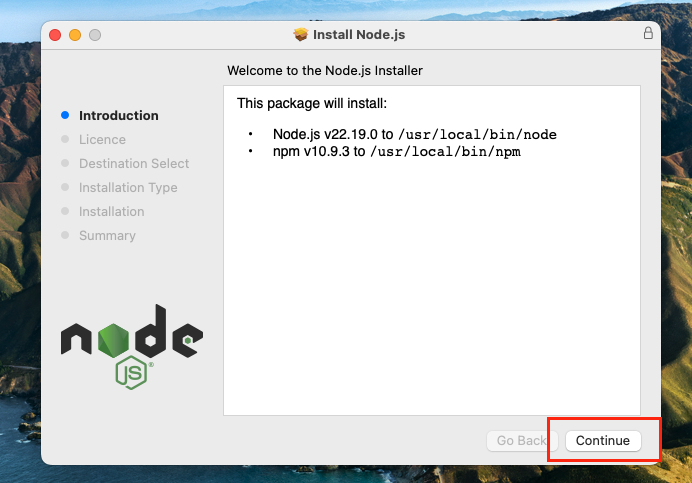 Install Node.js
Welcome to the Node.js Installer
Introduction
Licence
Destination Select
Installation Type
Installation
Summary
This package will install:
• Node.js v22.19.0 to /usr/local/bin/node
• npm v10.9.3 to /usr/local/bin/npm
node
JS®
Go Back
Continue